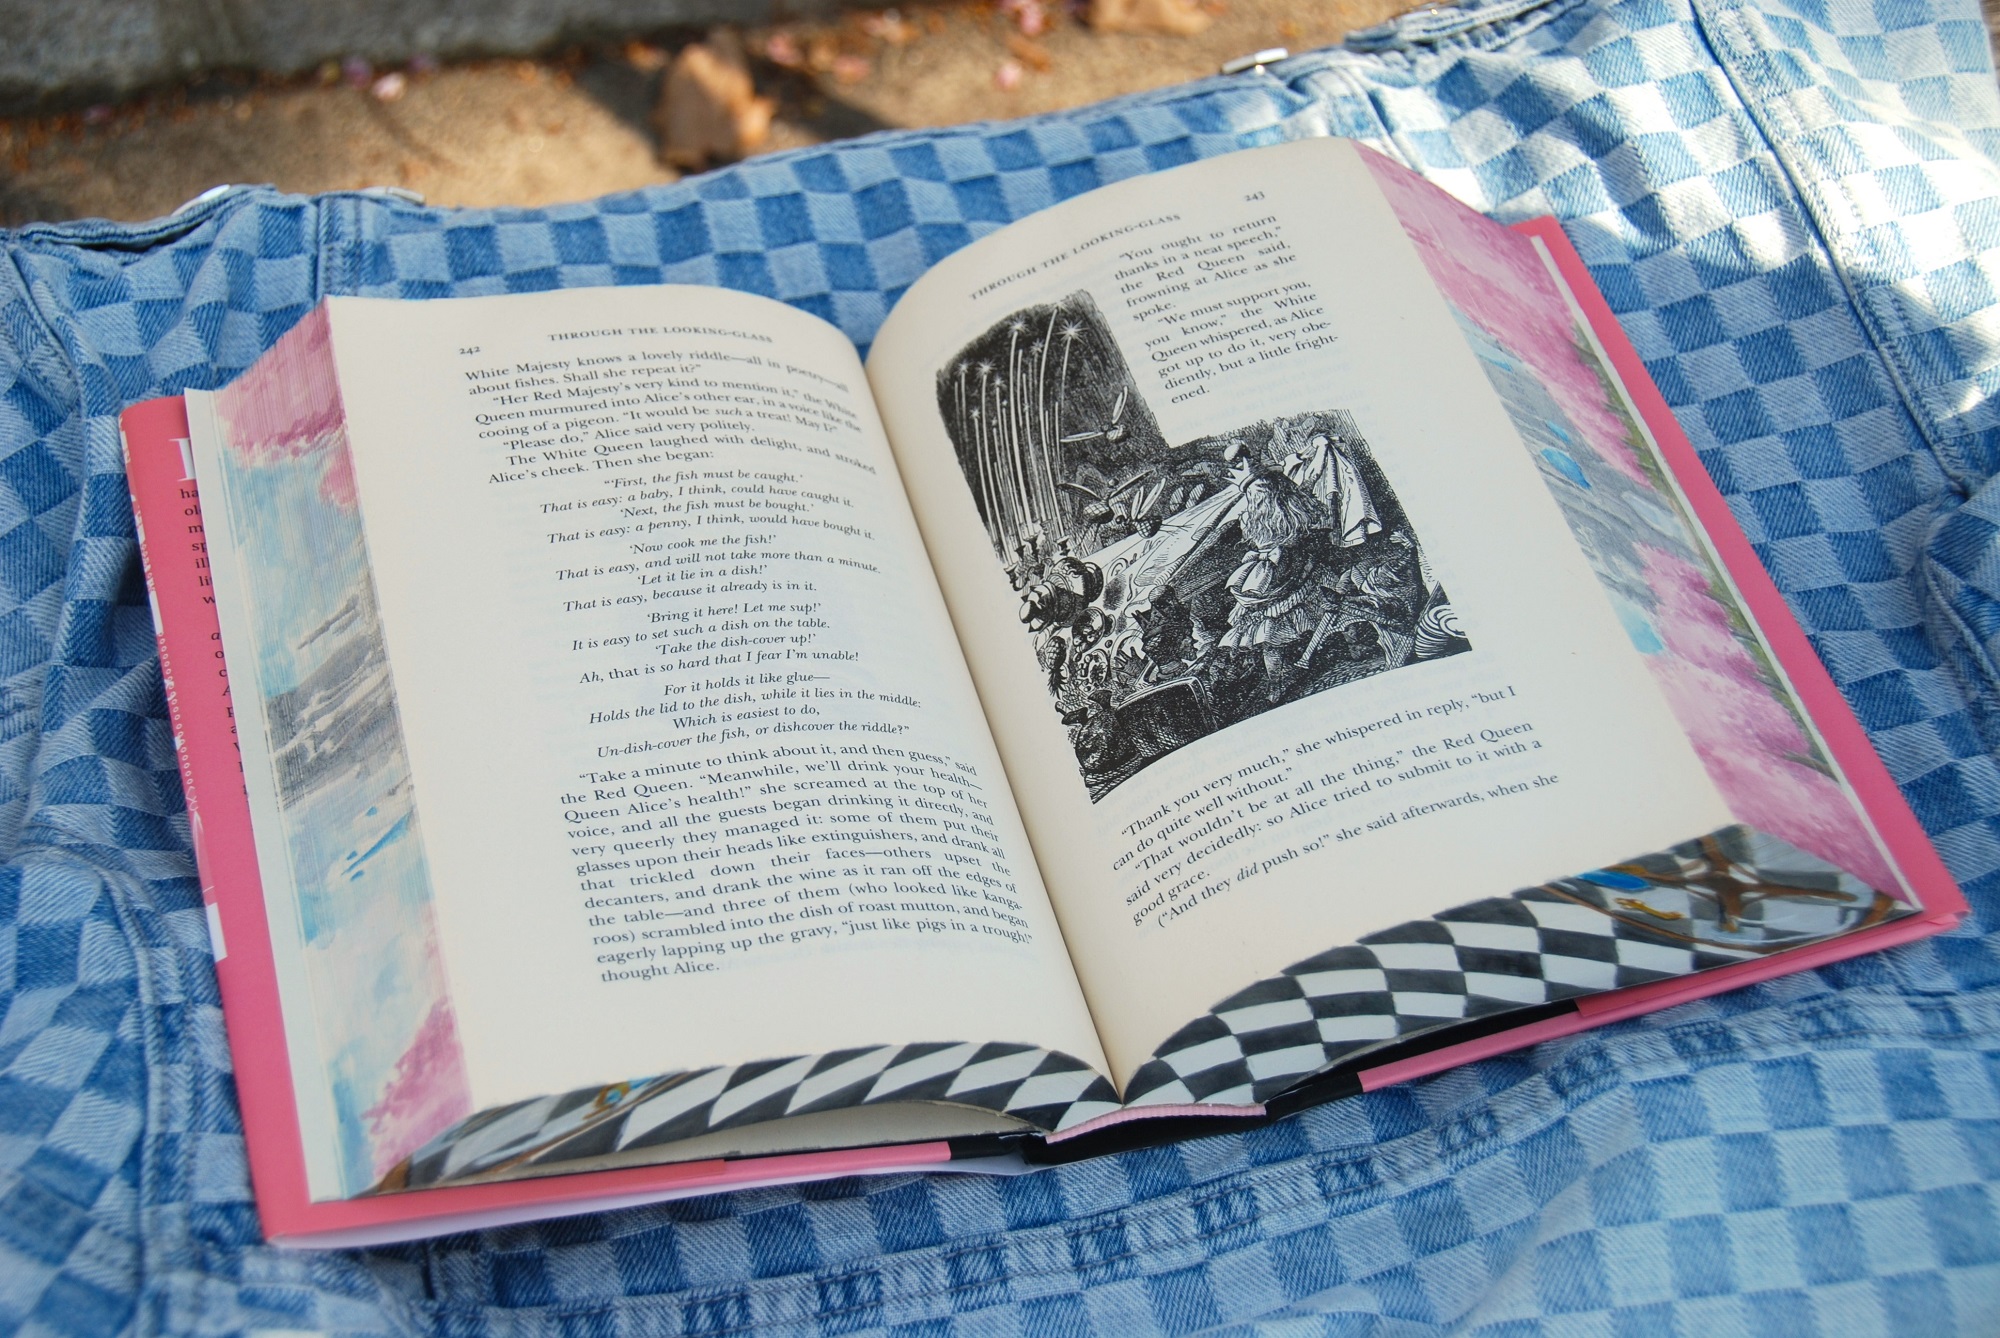 242
THROUGH THE LOOKING-GLASS
White Majesty knows a lovely riddle—all in poetry—all
about fishes. Shall she repeat it?"
"Her Red Majesty's very kind to mention it," the White
Queen murmured into Alice's other ear, in a voice like the
cooing of a pigeon. "It would be such a treat! May I?"
"Please do," Alice said very politely.
The White Queen laughed with delight, and stroked
Alice's cheek. Then she began:
"'First, the fish must be caught.'
That is easy: a baby, I think, could have caught it.
'Next, the fish must be bought.'
That is easy: a penny, I think, would have bought it.
'Now cook me the fish!'
That is easy, and will not take more than a minute.
'Let it lie in a dish!'
That is easy, because it already is in it.
'Bring it here! Let me sup!'
It is easy to set such a dish on the table.
'Take the dish-cover up!'
Ah, that is so hard that I fear I'm unable!
For it holds it like glue—
Holds the lid to the dish, while it lies in the middle:
Which is easiest to do,
Un-dish-cover the fish, or dishcover the riddle?"
"Take a minute to think about it, and then guess," said
the Red Queen. "Meanwhile, we'll drink your health—
Queen Alice's health!" she screamed at the top of her
voice, and all the guests began drinking it directly, and
very queerly they managed it: some of them put their
glasses upon their heads like extinguishers, and drank all
that trickled down their faces—others upset the
decanters, and drank the wine as it ran off the edges of
the table—and three of them (who looked like kanga-
roos) scrambled into the dish of roast mutton, and began
eagerly lapping up the gravy, "just like pigs in a trough!"
thought Alice.
THROUGH THE LOOKING-GLASS
243
"You ought to return
thanks in a neat speech,"
the Red Queen said,
frowning at Alice as she
spoke.
"We must support you,
you know," the White
Queen whispered, as Alice
got up to do it, very obe-
diently, but a little fright-
ened.
"Thank you very much," she whispered in reply, "but I
can do quite well without."
"That wouldn't be at all the thing," the Red Queen
said very decidedly: so Alice tried to submit to it with a
good grace.
("And they did push so!" she said afterwards, when she